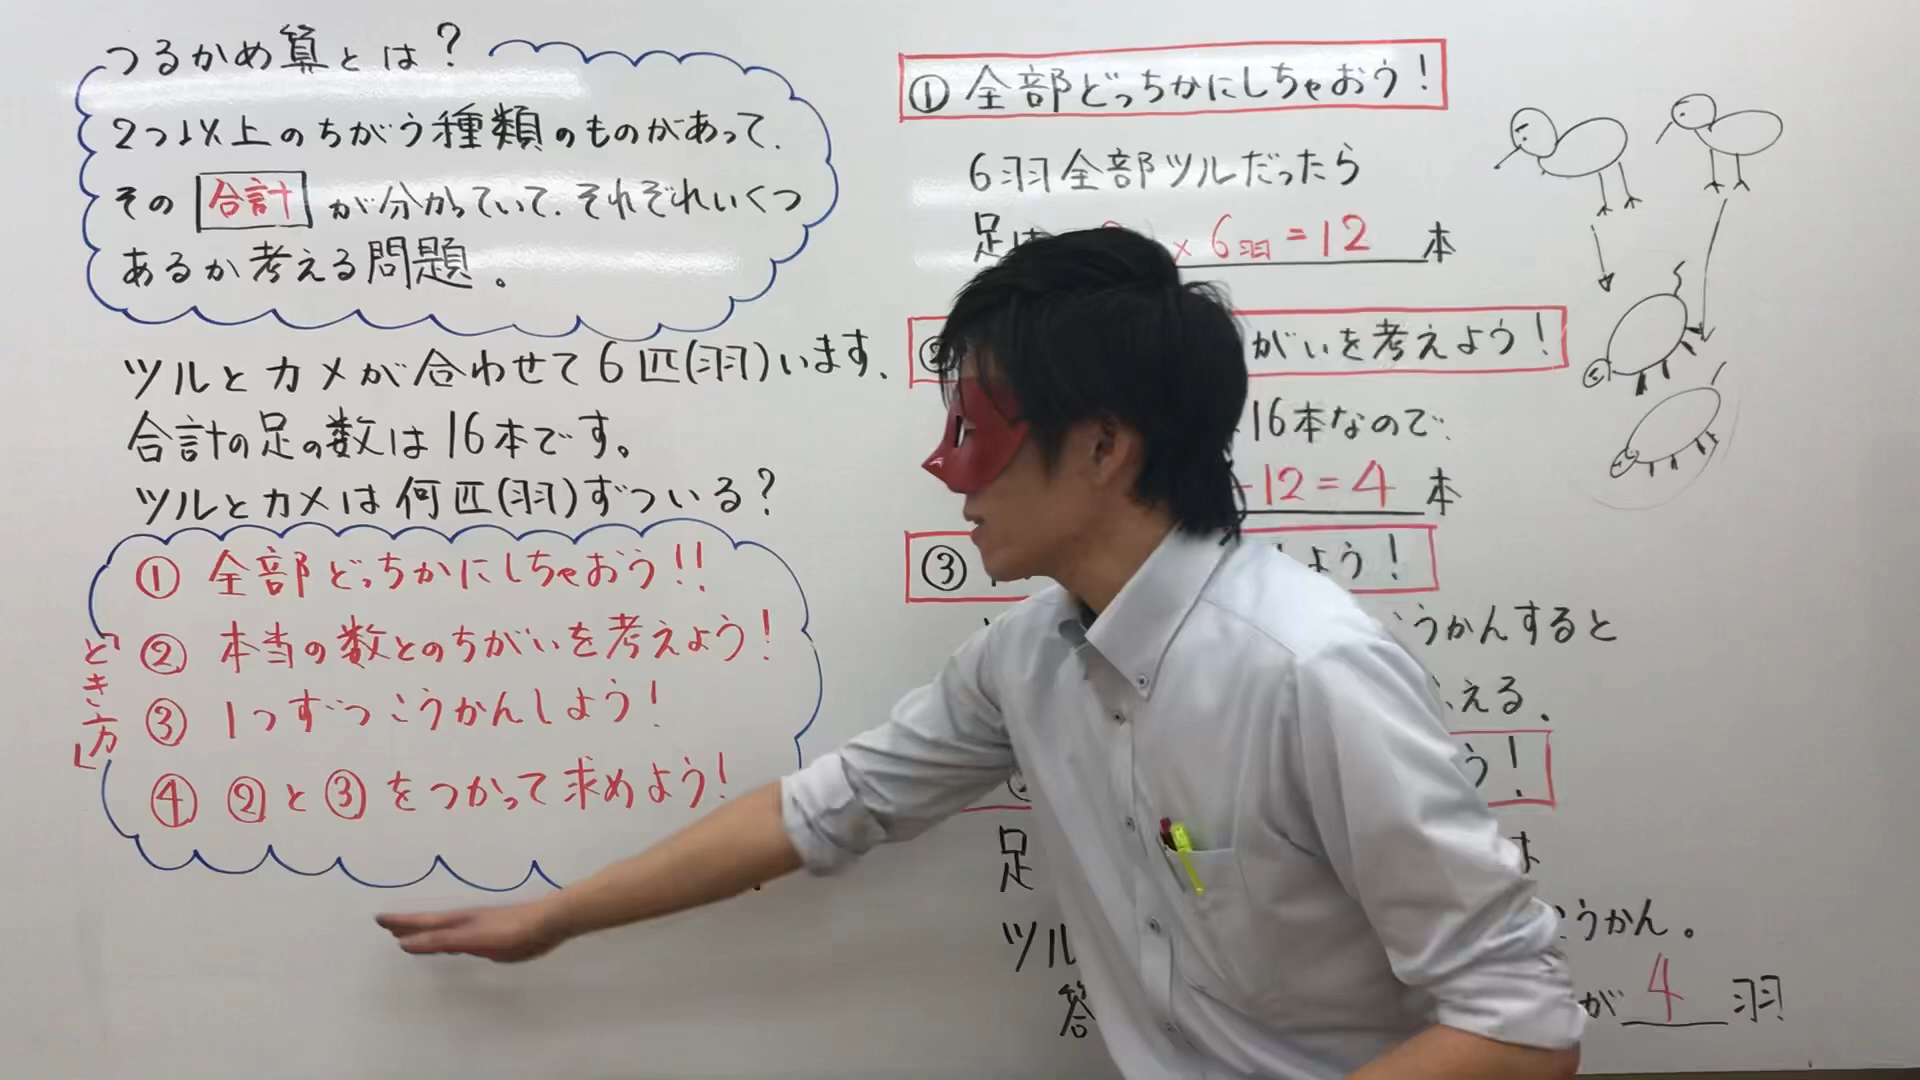 つるかめ算とは?
2つ以上のちがう種類のものがあって、
その合計が分かっていて、それぞれいくつ
あるか考える問題。
ツルとカメが合わせて6匹(羽)います、
合計の足の数は16本です。
ツルとカメは何匹(羽)ずついる?
「とき方」
① 全部どっちかにしちゃおう!!
② 本当の数とのちがいを考えよう!
③ 1つずつこうかんしよう!
④ ②と③をつかって求めよう!
① 全部どっちかにしちゃおう!
6羽全部ツルだったら
足は × 6羽 = 12 本
② がいを考えよう!
16本なので、
12 = 4 本
③ よう!
うかんすると
える、
う!
足
ツル こうかん。
答 が 4 羽